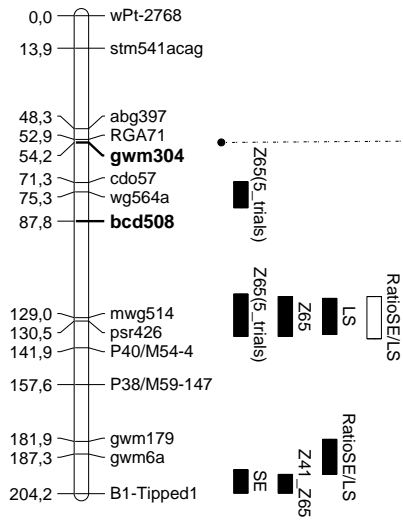 0,0 wPt-2768
13,9 stm541acag
48,3 abg397
52,9 RGA71
54,2 gwm304
71,3 cdo57
75,3 wg564a
87,8 bcd508
129,0 mwg514
130,5 psr426
141,9 P40/M54-4
157,6 P38/M59-147
181,9 gwm179
187,3 gwm6a
204,2 B1-Tipped1
Z65(5_trials)
Z65(5_trials)
Z65
LS
RatioSE/LS
SE
Z41_Z65
RatioSE/LS